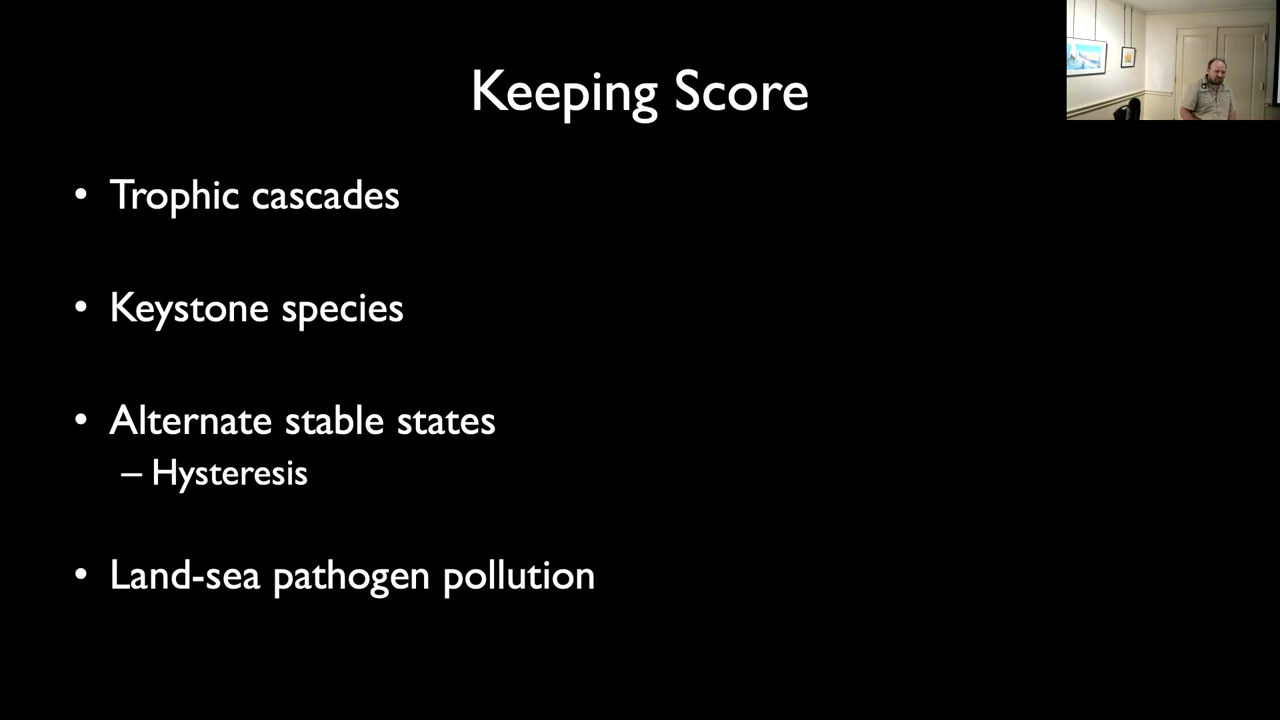 Keeping Score
• Trophic cascades
• Keystone species
• Alternate stable states
– Hysteresis
• Land-sea pathogen pollution